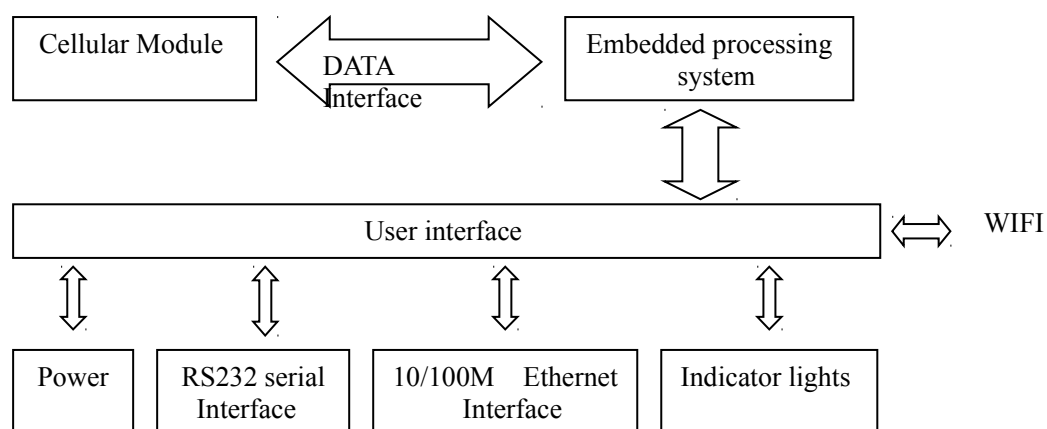 Cellular Module
DATA
Interface
Embedded processing
system
User interface
WIFI
Power
RS232 serial
Interface
10/100M Ethernet
Interface
Indicator lights